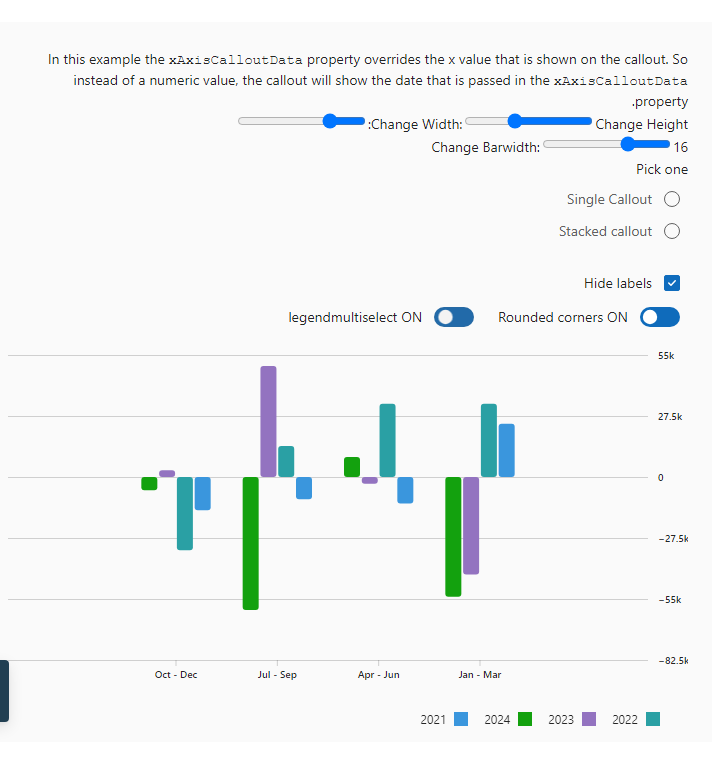 In this example the xAxisCalloutData property overrides the x value that is shown on the callout. So
instead of a numeric value, the callout will show the date that is passed in the xAxisCalloutData
.property
:Change Width: Change Height
Change Barwidth: 16
Pick one
Single Callout
Stacked callout
Hide labels
legendmultiselect ON Rounded corners ON
55k
27.5k
0
−27.5k
−55k
−82.5k
Oct - Dec Jul - Sep Apr - Jun Jan - Mar
2021 2024 2023 2022